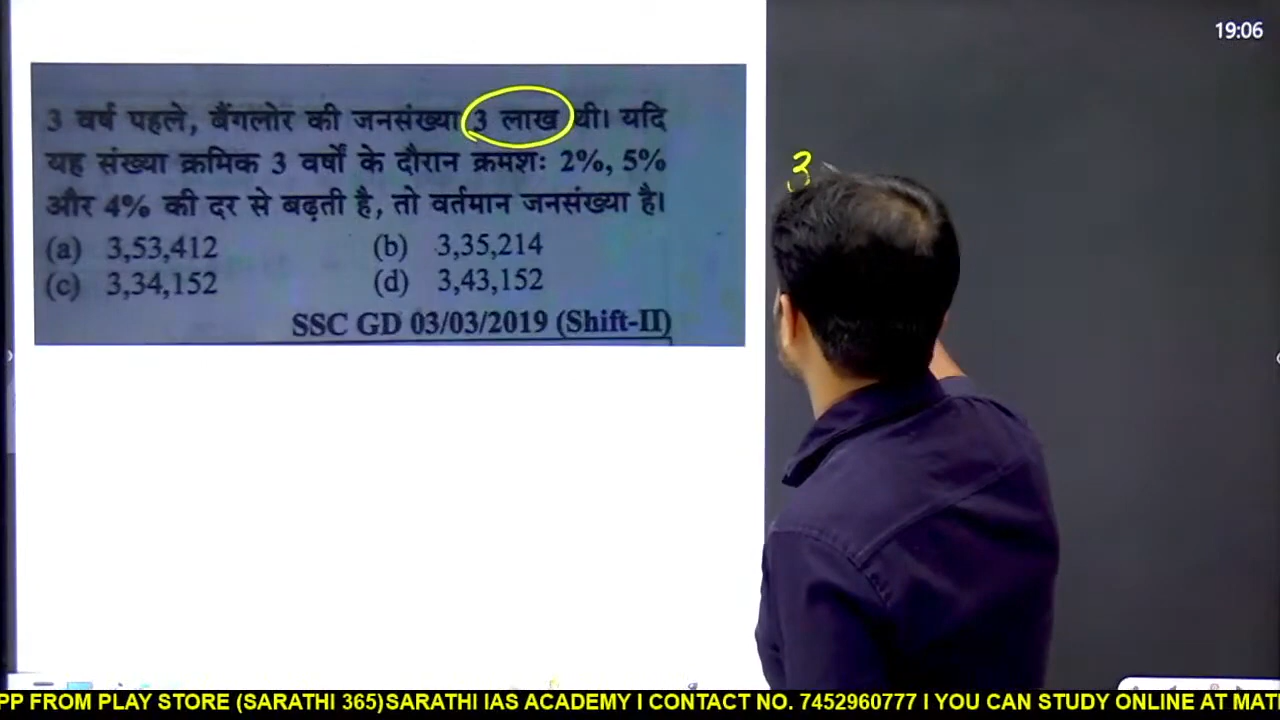 19:06
3 वर्ष पहले, बैंगलोर की जनसंख्या 3 लाख थी। यदि
यह संख्या क्रमिक 3 वर्षों के दौरान क्रमशः 2%, 5%
और 4% की दर से बढ़ती है, तो वर्तमान जनसंख्या है।
(a) 3,53,412 (b) 3,35,214
(c) 3,34,152 (d) 3,43,152
SSC GD 03/03/2019 (Shift-II)
3
PP FROM PLAY STORE (SARATHI 365)SARATHI IAS ACADEMY I CONTACT NO. 7452960777 I YOU CAN STUDY ONLINE AT MAT